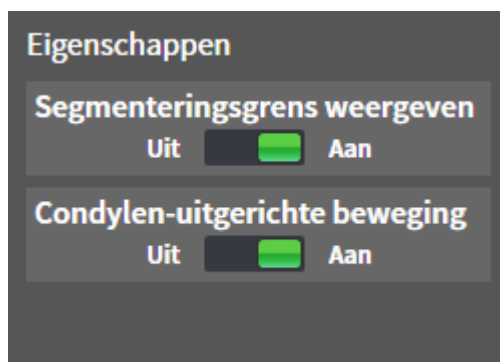 Eigenschappen
Segmenteringsgrens weergeven
Uit Aan
Condylen-uitgerichte beweging
Uit Aan